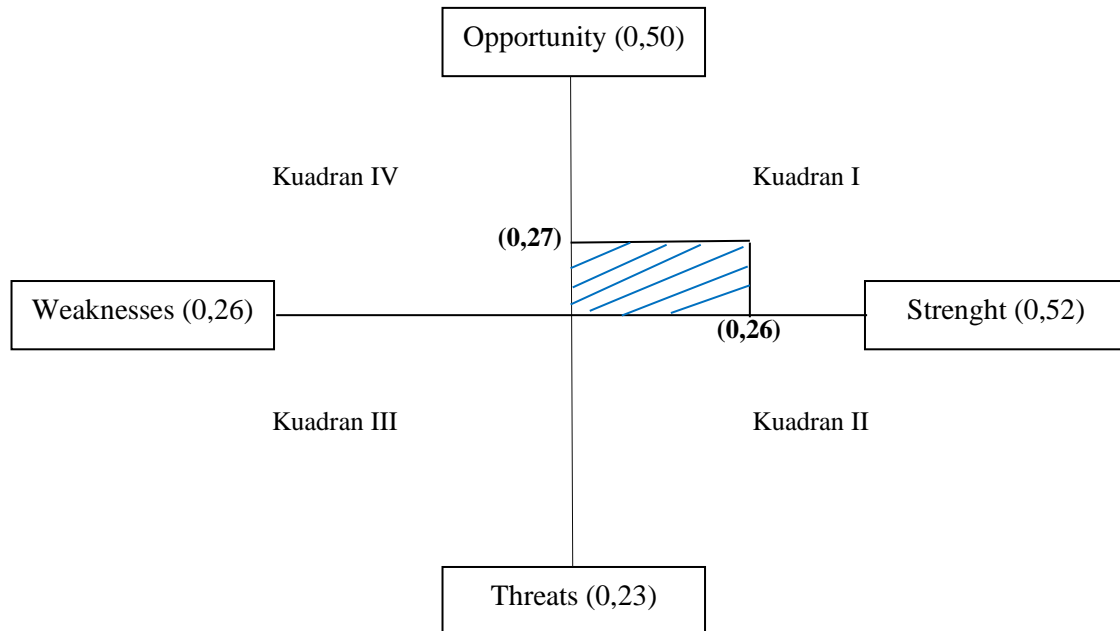 Opportunity (0,50)
Kuadran IV
Kuadran I
(0,27)
Weaknesses (0,26)
Strenght (0,52)
(0,26)
Kuadran III
Kuadran II
Threats (0,23)